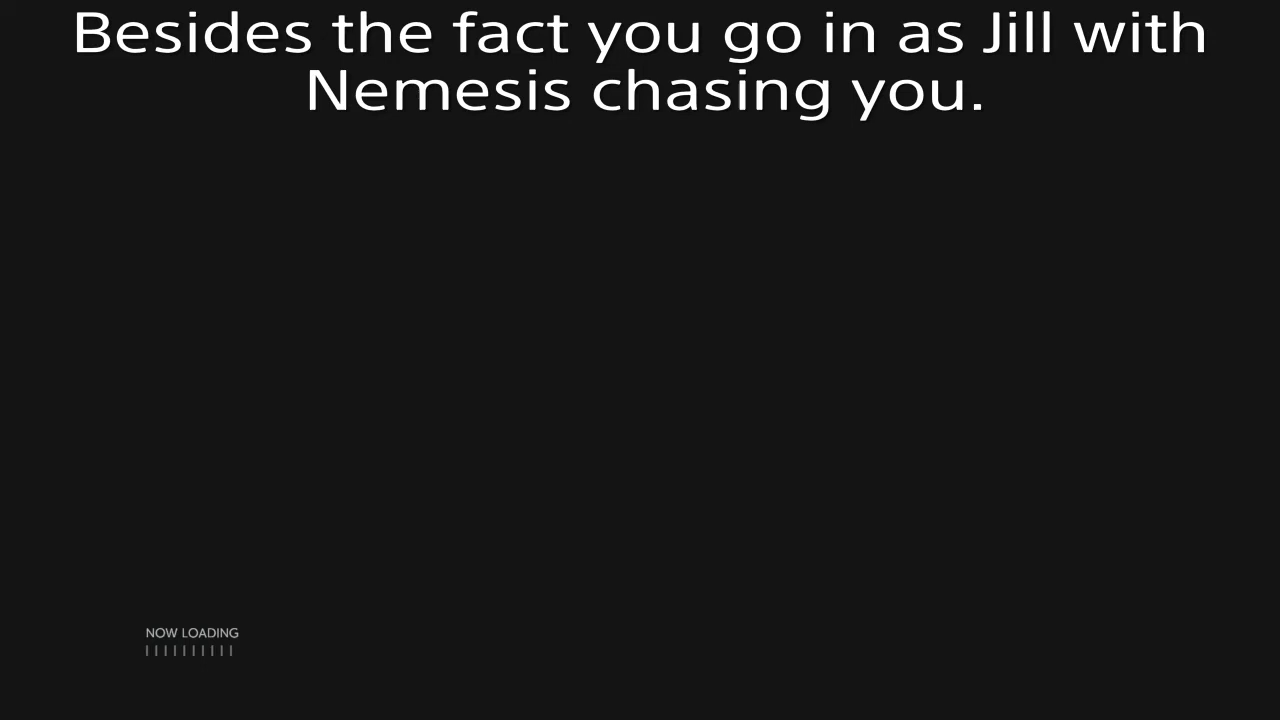 Besides the fact you go in as Jill with
Nemesis chasing you.
NOW LOADING